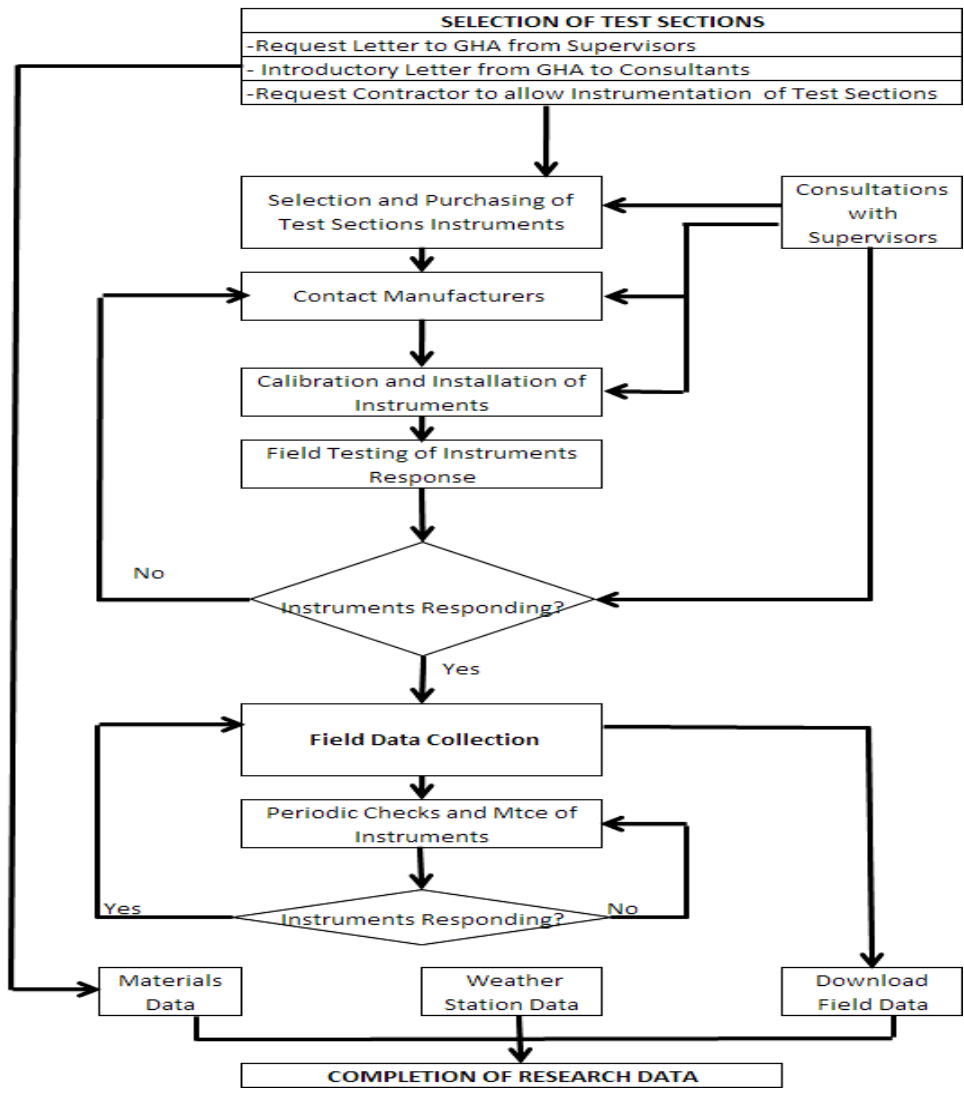 SELECTION OF TEST SECTIONS
-Request Letter to GHA from Supervisors
- Introductory Letter from GHA to Consultants
-Request Contractor to allow Instrumentation of Test Sections
Selection and Purchasing of
Test Sections Instruments
Consultations
with
Supervisors
Contact Manufacturers
Calibration and Installation of
Instruments
Field Testing of Instruments
Response
No
Instruments Responding?
Yes
Field Data Collection
Periodic Checks and Mtce of
Instruments
Yes
Instruments Responding?
No
Materials
Data
Weather
Station Data
Download
Field Data
COMPLETION OF RESEARCH DATA